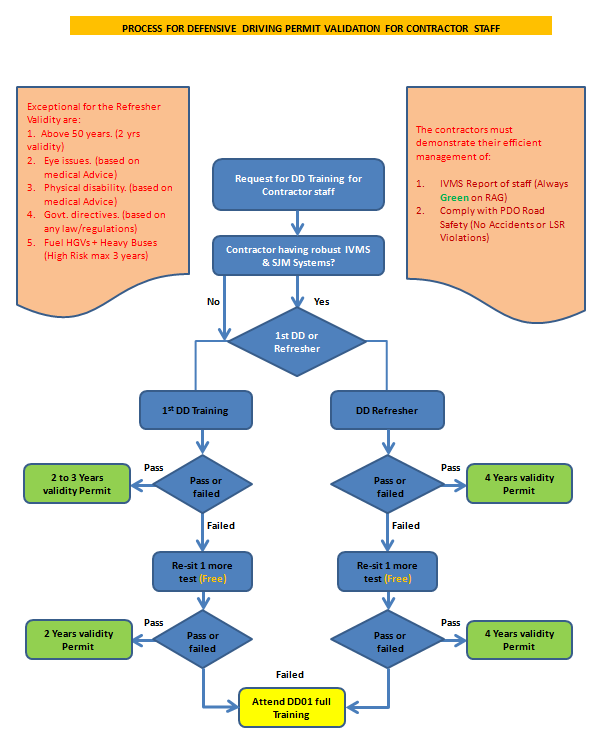 PROCESS FOR DEFENSIVE DRIVING PERMIT VALIDATION FOR CONTRACTOR STAFF
Exceptional for the Refresher
Validity are:
1. Above 50 years. (2 yrs
validity)
2. Eye issues. (based on
medical Advice)
3. Physical disability. (based on
medical Advice)
4. Govt. directives. (based on
any law/regulations)
5. Fuel HGVs + Heavy Buses
(High Risk max 3 years)
The contractors must
demonstrate their efficient
management of:
1. IVMS Report of staff (Always
Green on RAG)
2. Comply with PDO Road
Safety (No Accidents or LSR
Violations)
Request for DD Training for
Contractor staff
Contractor having robust IVMS
& SJM Systems?
No
Yes
1st DD or
Refresher
1st DD Training
DD Refresher
Pass
2 to 3 Years
validity Permit
Pass or
failed
Pass or
failed
Pass
4 Years validity
Permit
Failed
Failed
Re-sit 1 more
test (Free)
Re-sit 1 more
test (Free)
Pass
2 Years validity
Permit
Pass or
failed
Pass or
failed
Pass
4 Years validity
Permit
Failed
Attend DD01 full
Training